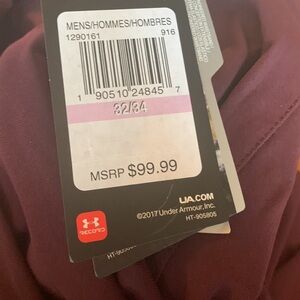 MENS/HOMMES/HOMBRES
1290161 916
1 90510 24845 7
32/34
MSRP $99.99
UA.COM
©2017 Under Armour, Inc.
HT-905805
RECORD